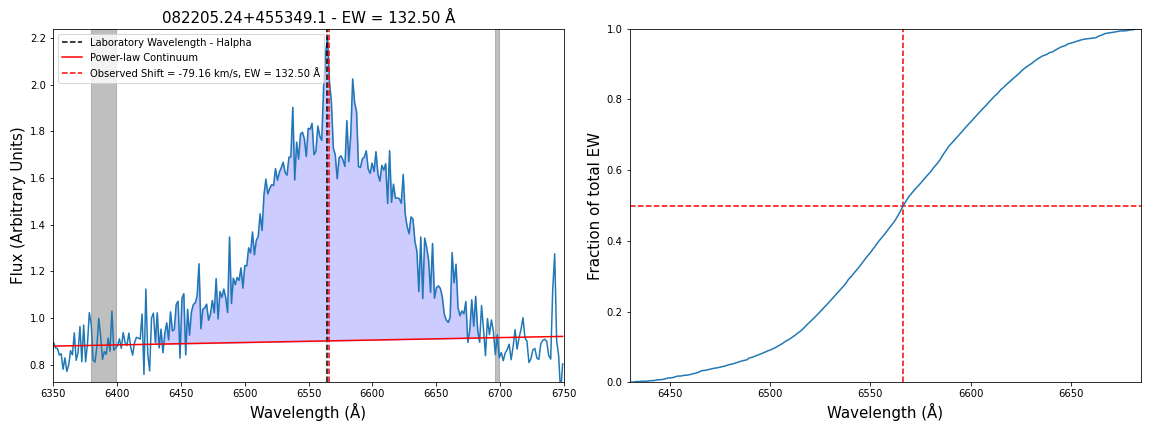 082205.24+455349.1 - EW = 132.50 Å
Laboratory Wavelength - Halpha
Power-law Continuum
Observed Shift = -79.16 km/s, EW = 132.50 Å
Flux (Arbitrary Units)
2.2
2.0
1.8
1.6
1.4
1.2
1.0
0.8
6350 6400 6450 6500 6550 6600 6650 6700 6750
Wavelength (Å)
Fraction of total EW
1.0
0.8
0.6
0.4
0.2
0.0
6450 6500 6550 6600 6650
Wavelength (Å)